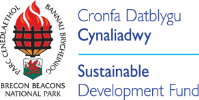 PARC CENEDLAETHOL BANNAU BRYCHEINIOG
BRECON BEACONS
NATIONAL PARK
Cronfa Datblygu
Cynaliadwy
Sustainable
Development Fund